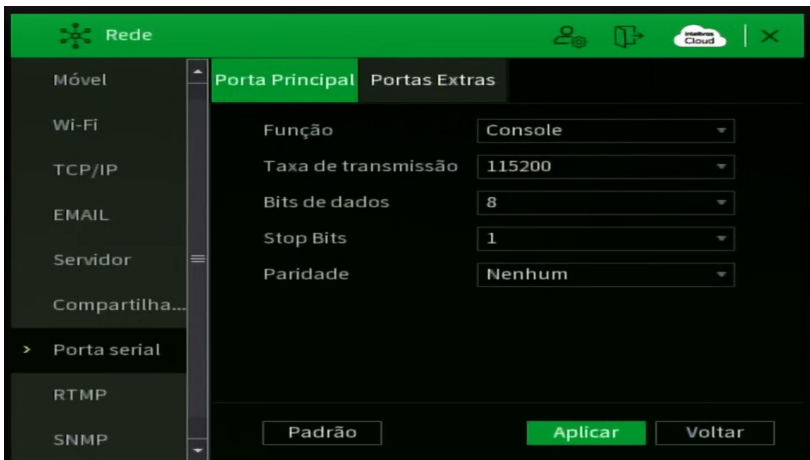 Rede
intelbras
Cloud
Móvel
Wi-Fi
TCP/IP
EMAIL
Servidor
Compartilha...
Porta serial
RTMP
SNMP
Porta Principal Portas Extras
Função Console
Taxa de transmissão 115200
Bits de dados 8
Stop Bits 1
Paridade Nenhum
Padrão Aplicar Voltar